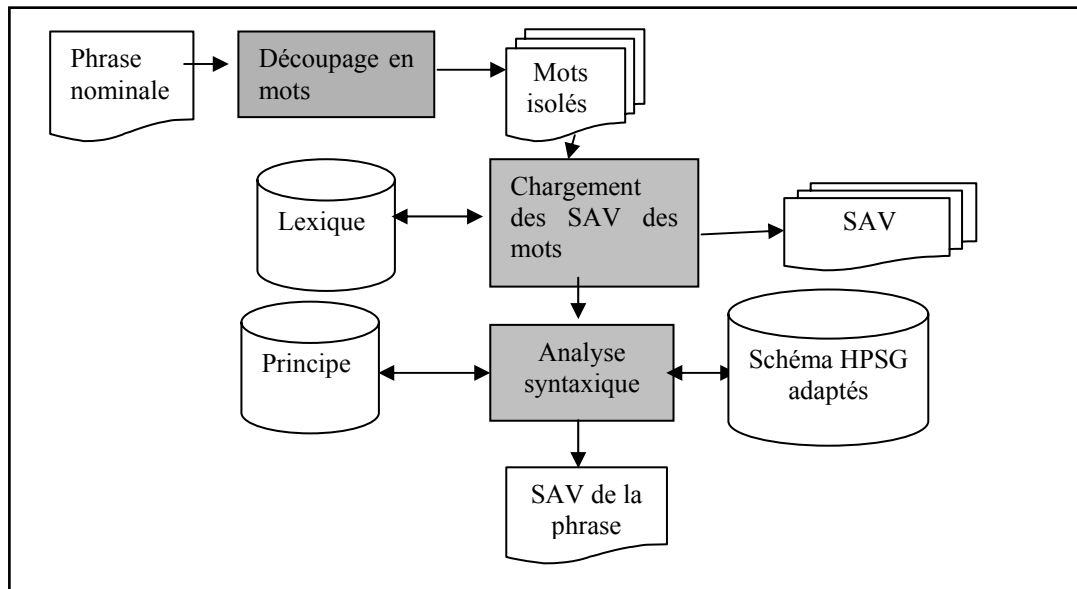 Phrase
nominale
Découpage en
mots
Mots
isolés
Lexique
Chargement
des SAV des
mots
SAV
Principe
Analyse
syntaxique
Schéma HPSG
adaptés
SAV de la
phrase